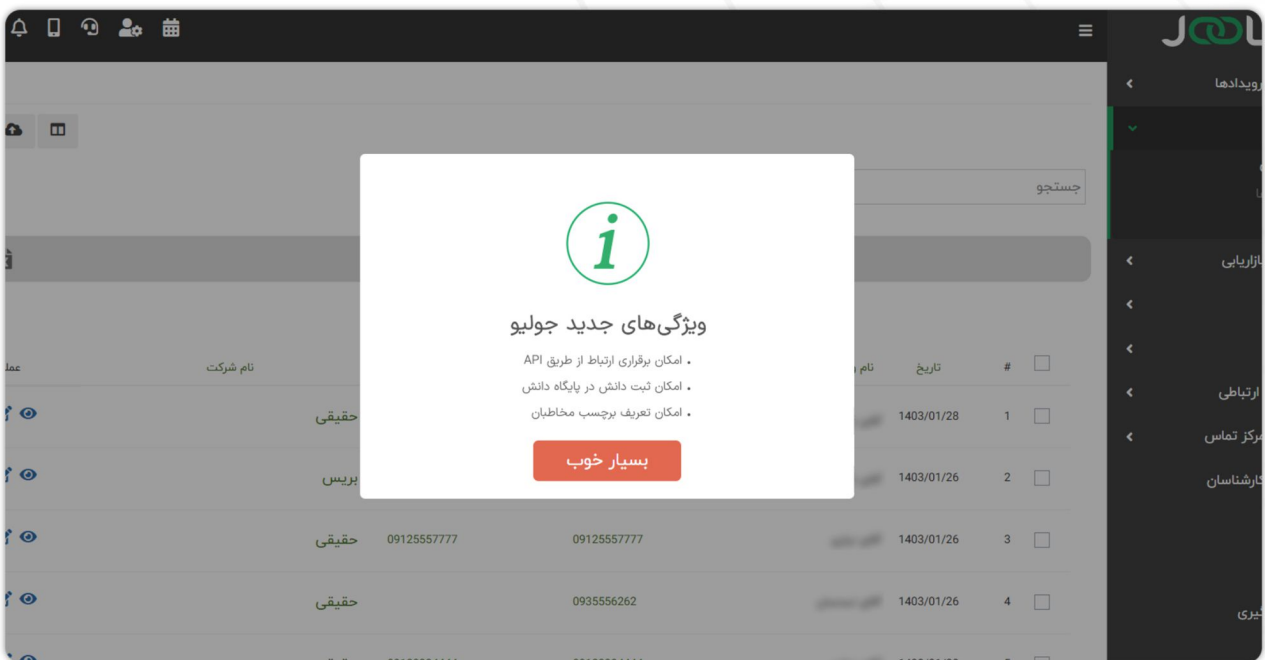 JOOL
رویدادها
جستجو
ویژگی‌های جدید جولیو
• امکان برقراری ارتباط از طریق API
• امکان ثبت دانش در پایگاه دانش
• امکان تعریف برچسب مخاطبان
بسیار خوب
# تاریخ نام نام شرکت
1 1403/01/28 حقیقی
2 1403/01/26 بریس
3 1403/01/26 09125557777 09125557777 حقیقی
4 1403/01/26 0935556262 حقیقی
ارتباطی
مرکز تماس
کارشناسان